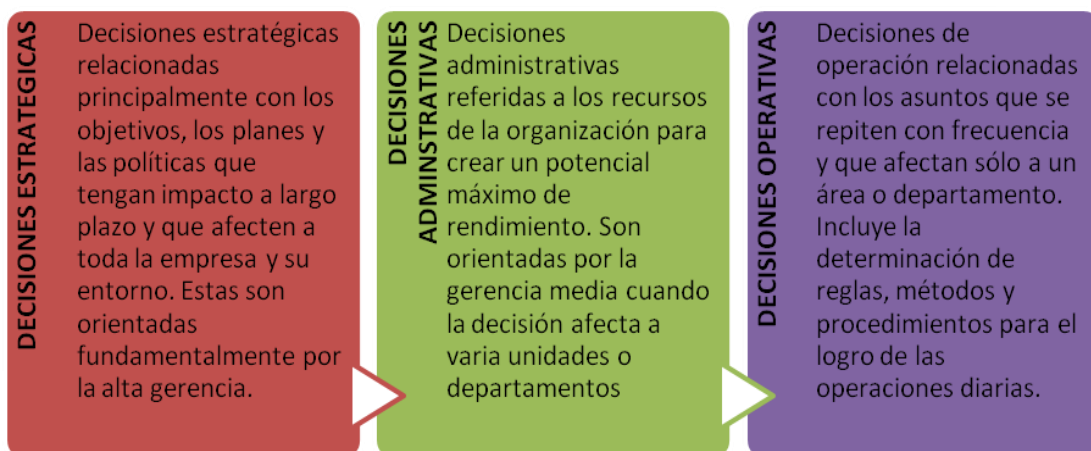 DECISIONES ESTRATEGICAS
Decisiones estratégicas
relacionadas
principalmente con los
objetivos, los planes y
las políticas que
tengan impacto a largo
plazo y que afecten a
toda la empresa y su
entorno. Estas son
orientadas
fundamentalmente por
la alta gerencia.
DECISIONES
ADMINSTRATIVAS
Decisiones
administrativas
referidas a los recursos
de la organización para
crear un potencial
máximo de
rendimiento. Son
orientadas por la
gerencia media cuando
la decisión afecta a
varia unidades o
departamentos
DECISIONES OPERATIVAS
Decisiones de
operación relacionadas
con los asuntos que se
repiten con frecuencia
y que afectan sólo a un
área o departamento.
Incluye la
determinación de
reglas, métodos y
procedimientos para el
logro de las
operaciones diarias.